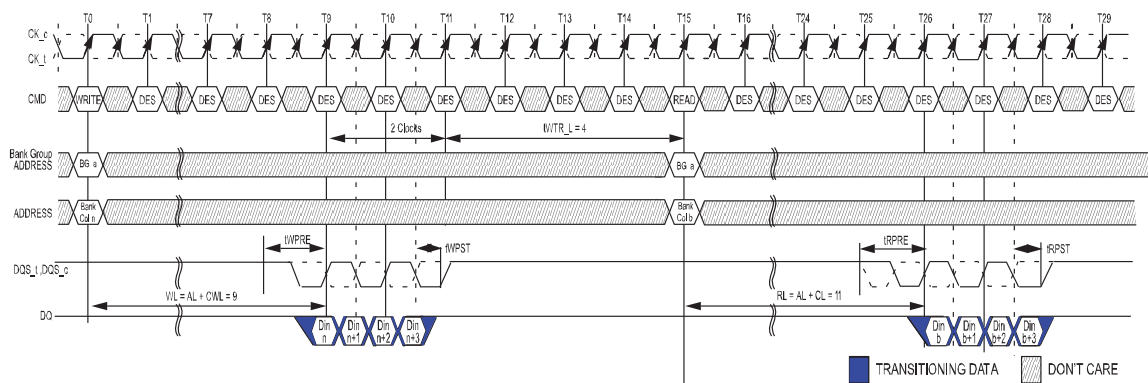 T0 T1 T7 T8 T9 T10 T11 T12 T13 T14 T15 T16 T24 T25 T26 T27 T28 T29
CK_c
CK_t
CMD WRITE DES DES DES DES DES DES DES DES DES READ DES DES DES DES DES DES DES
2 Clocks tWTR_L = 4
Bank Group
ADDRESS BG a BG a
ADDRESS Bank Col n Bank Col b
tWPRE tWPST tRPRE tRPST
DQS_t ,DQS_c
WL = AL + CWL = 9 RL = AL + CL = 11
DQ Din n Din n+1 Din n+2 Din n+3 Din b Din b+1 Din b+2 Din b+3
TRANSITIONING DATA DON'T CARE